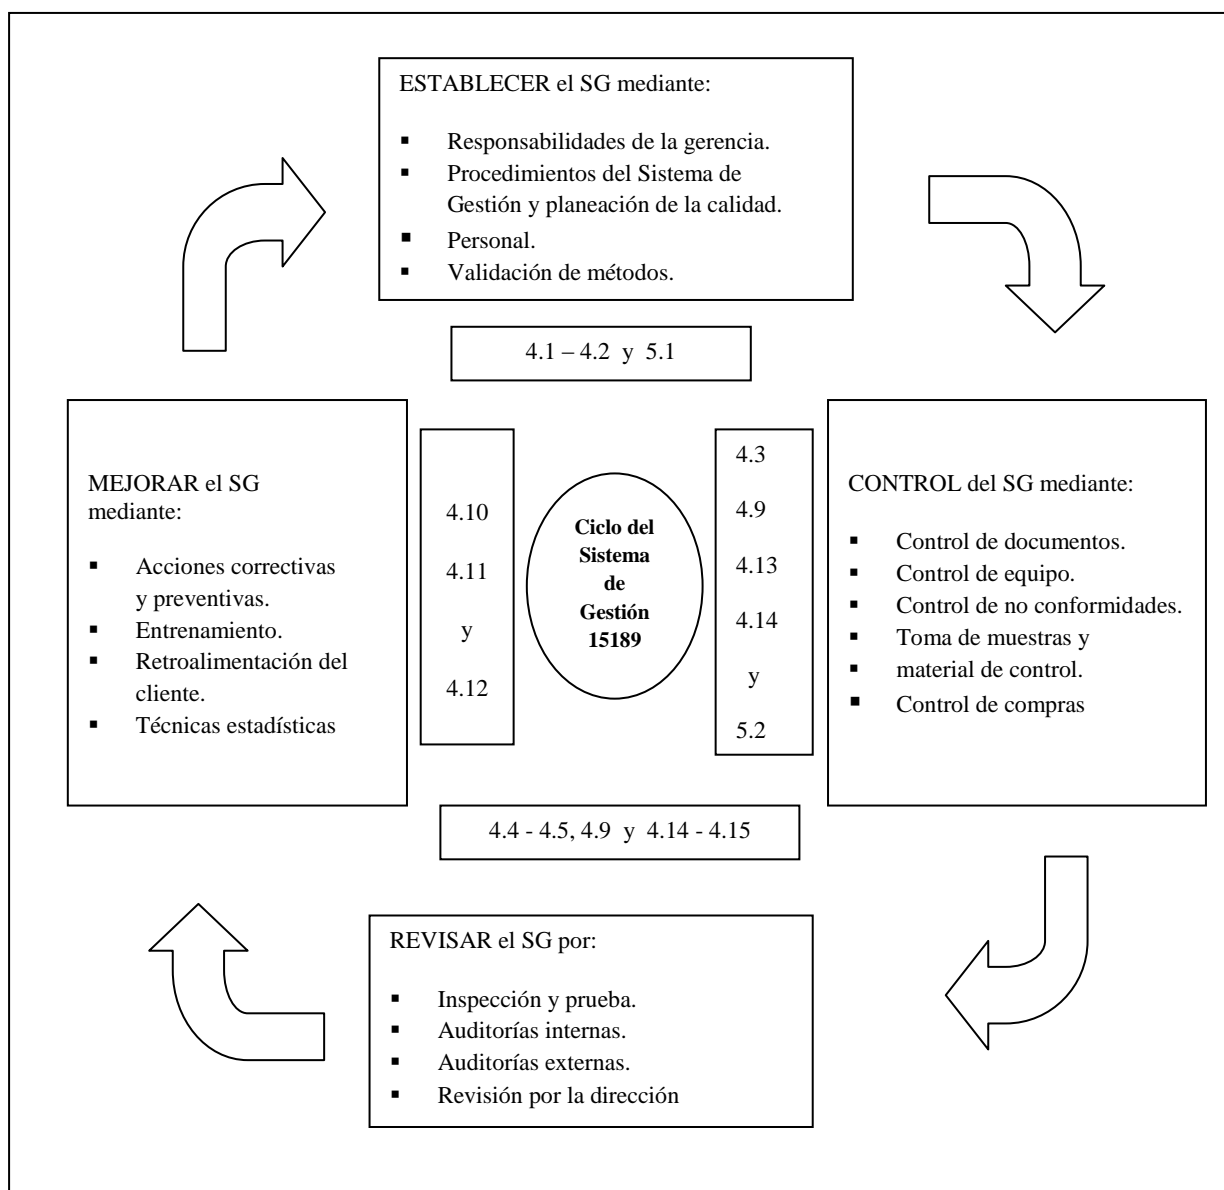 ESTABLECER el SG mediante:
▪ Responsabilidades de la gerencia.
▪ Procedimientos del Sistema de
Gestión y planeación de la calidad.
▪ Personal.
▪ Validación de métodos.
4.1 – 4.2 y 5.1
MEJORAR el SG
mediante:
▪ Acciones correctivas
y preventivas.
▪ Entrenamiento.
▪ Retroalimentación del
cliente.
▪ Técnicas estadísticas
4.10
4.11
y
4.12
Ciclo del
Sistema
de
Gestión
15189
4.3
4.9
4.13
4.14
y
5.2
CONTROL del SG mediante:
▪ Control de documentos.
▪ Control de equipo.
▪ Control de no conformidades.
▪ Toma de muestras y
▪ material de control.
▪ Control de compras
4.4 - 4.5, 4.9 y 4.14 - 4.15
REVISAR el SG por:
▪ Inspección y prueba.
▪ Auditorías internas.
▪ Auditorías externas.
▪ Revisión por la dirección